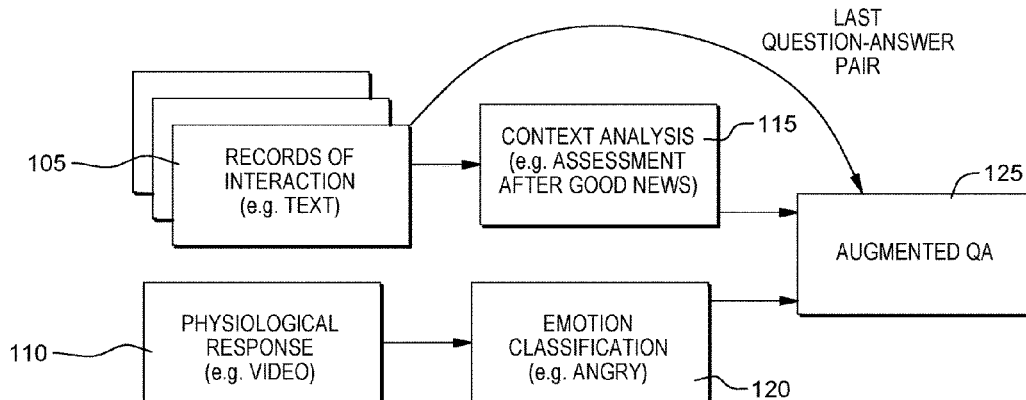 LAST
QUESTION-ANSWER
PAIR
105
RECORDS OF
INTERACTION
(e.g. TEXT)
CONTEXT ANALYSIS
(e.g. ASSESSMENT
AFTER GOOD NEWS)
115
125
AUGMENTED QA
110
PHYSIOLOGICAL
RESPONSE
(e.g. VIDEO)
EMOTION
CLASSIFICATION
(e.g. ANGRY)
120